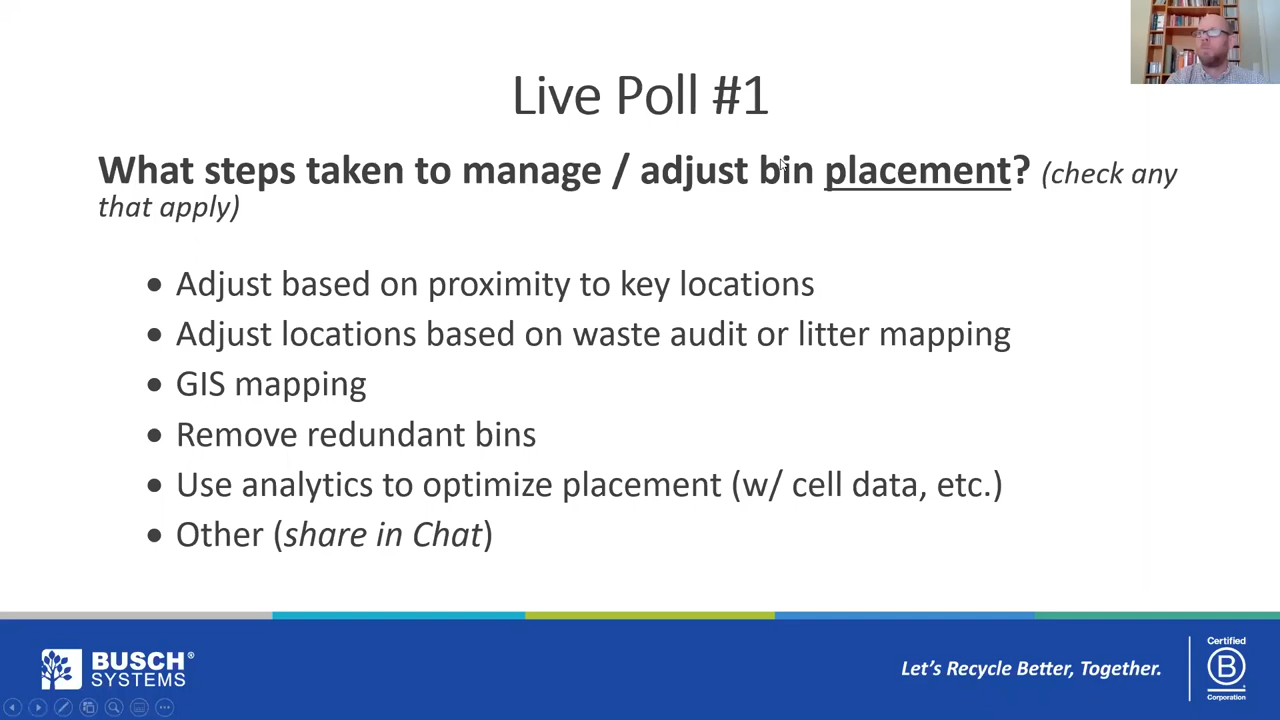 Live Poll #1
What steps taken to manage / adjust bin placement? (check any
that apply)
• Adjust based on proximity to key locations
• Adjust locations based on waste audit or litter mapping
• GIS mapping
• Remove redundant bins
• Use analytics to optimize placement (w/ cell data, etc.)
• Other (share in Chat)
BUSCH®
SYSTEMS
Let's Recycle Better, Together.
Certified
B
Corporation